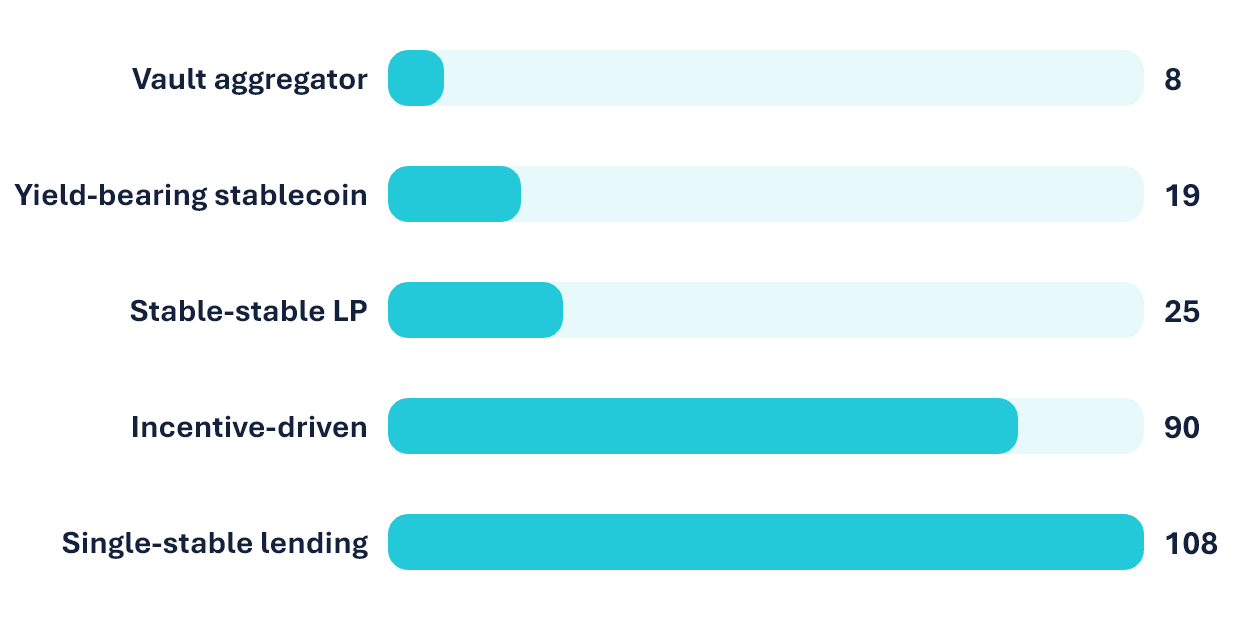 Vault aggregator 8
Yield-bearing stablecoin 19
Stable-stable LP 25
Incentive-driven 90
Single-stable lending 108